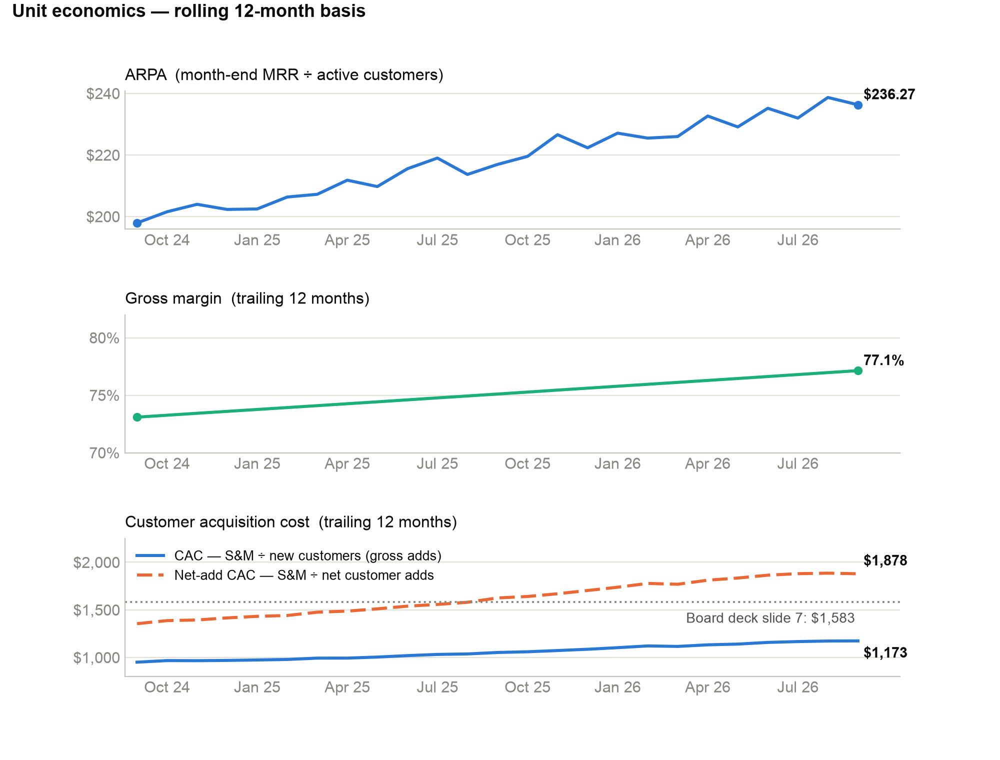 Unit economics — rolling 12-month basis
ARPA (month-end MRR ÷ active customers)
$240
$236.27
$220
$200
Oct 24 Jan 25 Apr 25 Jul 25 Oct 25 Jan 26 Apr 26 Jul 26
Gross margin (trailing 12 months)
80%
77.1%
75%
70%
Oct 24 Jan 25 Apr 25 Jul 25 Oct 25 Jan 26 Apr 26 Jul 26
Customer acquisition cost (trailing 12 months)
CAC — S&M ÷ new customers (gross adds)
$2,000
$1,878
Net-add CAC — S&M ÷ net customer adds
$1,500
Board deck slide 7: $1,583
$1,000
$1,173
Oct 24 Jan 25 Apr 25 Jul 25 Oct 25 Jan 26 Apr 26 Jul 26